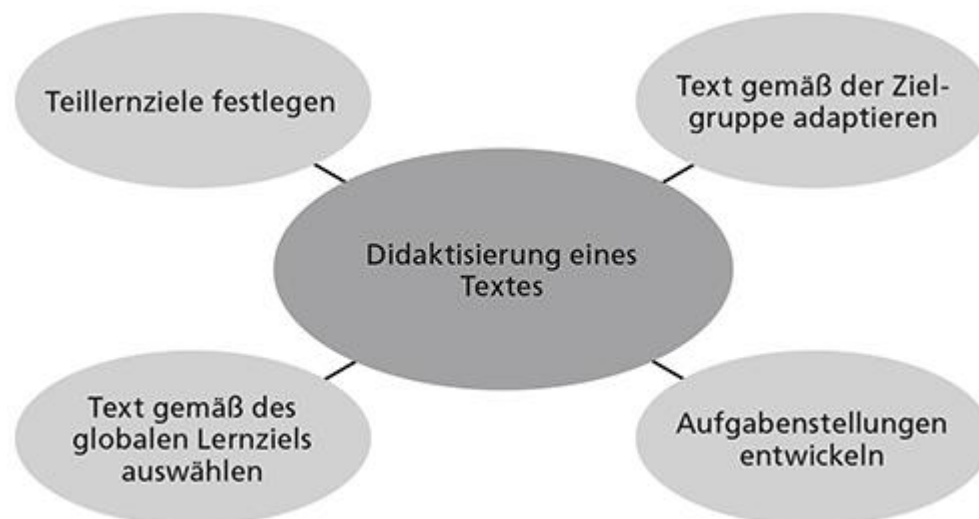 Teillernziele festlegen
Text gemäß der Ziel-
gruppe adaptieren
Didaktisierung eines
Textes
Text gemäß des
globalen Lernziels
auswählen
Aufgabenstellungen
entwickeln